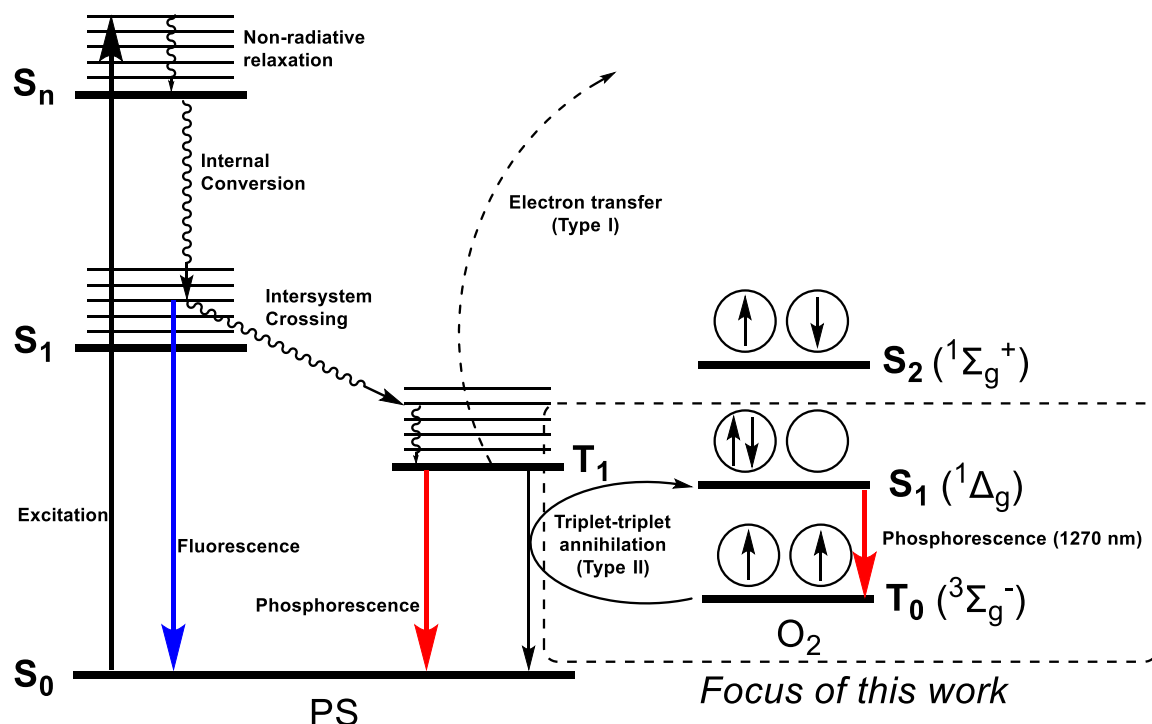 Non-radiative
relaxation
Sn
Internal
Conversion
Electron transfer
(Type I)
Intersystem
Crossing
S1
S2 (¹Σg⁺)
T1
S1 (¹Δg)
Excitation
Fluorescence
Triplet-triplet
annihilation
(Type II)
Phosphorescence (1270 nm)
Phosphorescence
T0 (³Σg⁻)
O2
S0
Focus of this work
PS